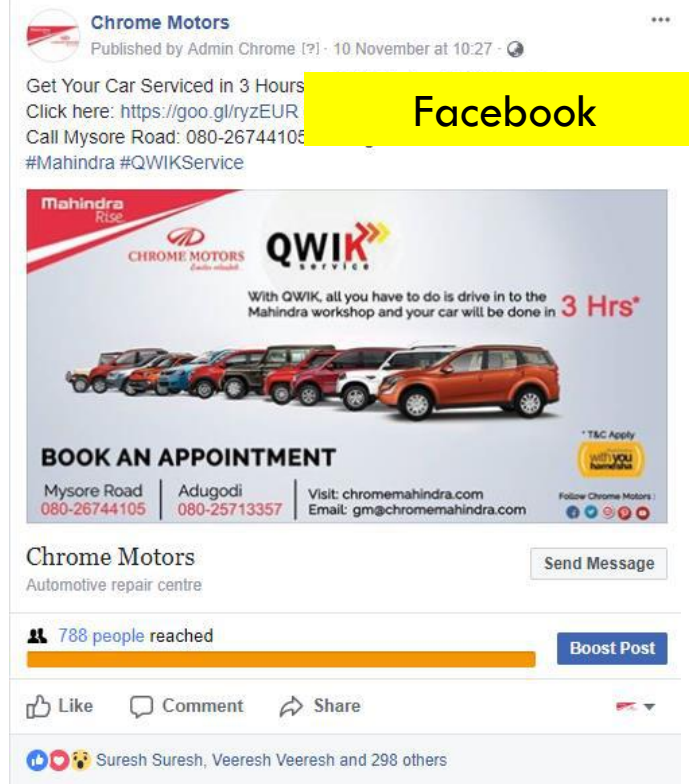 Chrome Motors
Published by Admin Chrome [?] · 10 November at 10:27 ·
Get Your Car Serviced in 3 Hours
Click here: https://goo.gl/ryzEUR
Call Mysore Road: 080-26744105
#Mahindra #QWIKService
Facebook
Mahindra
Rise.
CHROME MOTORS
QWIK
service
With QWIK, all you have to do is drive in to the
Mahindra workshop and your car will be done in 3 Hrs*
*T&C Apply
with you
hamesha
BOOK AN APPOINTMENT
Mysore Road
080-26744105
Adugodi
080-25713357
Visit: chromemahindra.com
Email: gm@chromemahindra.com
Follow Chrome Motors :
Chrome Motors
Automotive repair centre
Send Message
788 people reached
Boost Post
Like Comment Share
Suresh Suresh, Veeresh Veeresh and 298 others